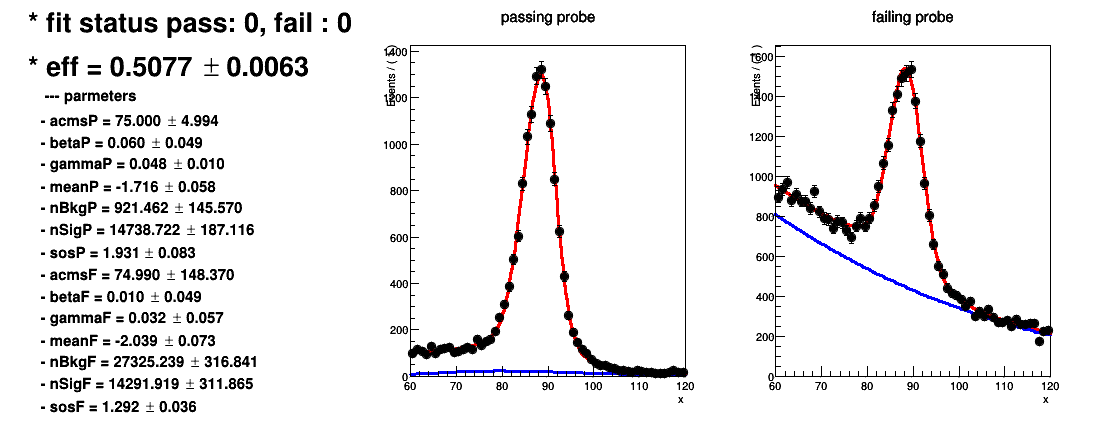 * fit status pass: 0, fail : 0
* eff = 0.5077 ± 0.0063
--- parmeters
- acmsP = 75.000 ± 4.994
- betaP = 0.060 ± 0.049
- gammaP = 0.048 ± 0.010
- meanP = -1.716 ± 0.058
- nBkgP = 921.462 ± 145.570
- nSigP = 14738.722 ± 187.116
- sosP = 1.931 ± 0.083
- acmsF = 74.990 ± 148.370
- betaF = 0.010 ± 0.049
- gammaF = 0.032 ± 0.057
- meanF = -2.039 ± 0.073
- nBkgF = 27325.239 ± 316.841
- nSigF = 14291.919 ± 311.865
- sosF = 1.292 ± 0.036
passing probe
1400
1200
1000
800
600
400
200
0
60 70 80 90 100 110 120
x
failing probe
1600
1400
1200
1000
800
600
400
200
0
60 70 80 90 100 110 120
x